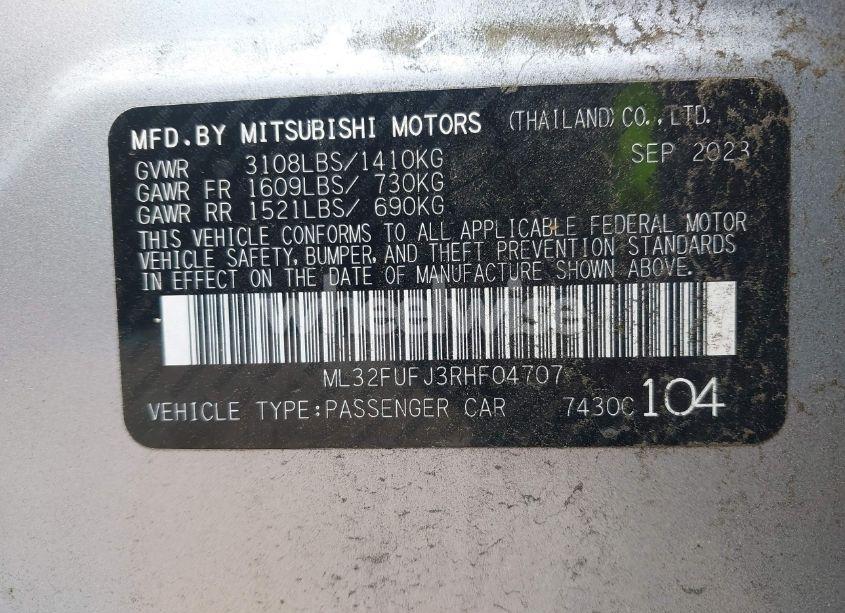 MFD.BY MITSUBISHI MOTORS (THAILAND)CO.,LTD.
GVWR 3108LBS/1410KG SEP 2023
GAWR FR 1609LBS/ 730KG
GAWR RR 1521LBS/ 690KG
THIS VEHICLE CONFORMS TO ALL APPLICABLE FEDERAL MOTOR
VEHICLE SAFETY, BUMPER, AND THEFT PREVENTION STANDARDS
IN EFFECT ON THE DATE OF MANUFACTURE SHOWN ABOVE.
wheelwise
ML32FUFJ3RHF04707
VEHICLE TYPE:PASSENGER CAR 7430C 104